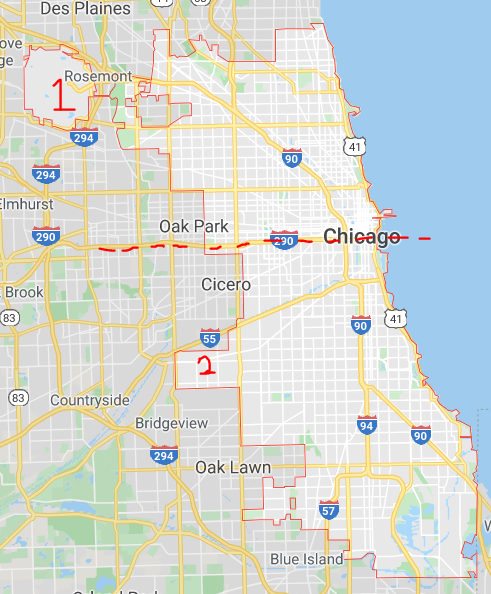 Des Plaines
Rosemont
1
294
90
41
294
Elmhurst
Oak Park
290
290
Chicago
Cicero
Brook
83
90
41
55
2
83
Countryside
Bridgeview
94
90
294
Oak Lawn
57
Blue Island